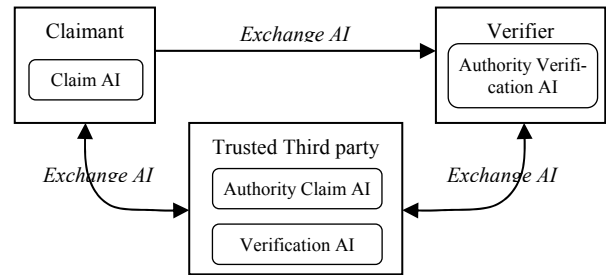 Claimant
Exchange AI
Verifier
Claim AI
Authority Verifi-
cation AI
Trusted Third party
Exchange AI
Exchange AI
Authority Claim AI
Verification AI